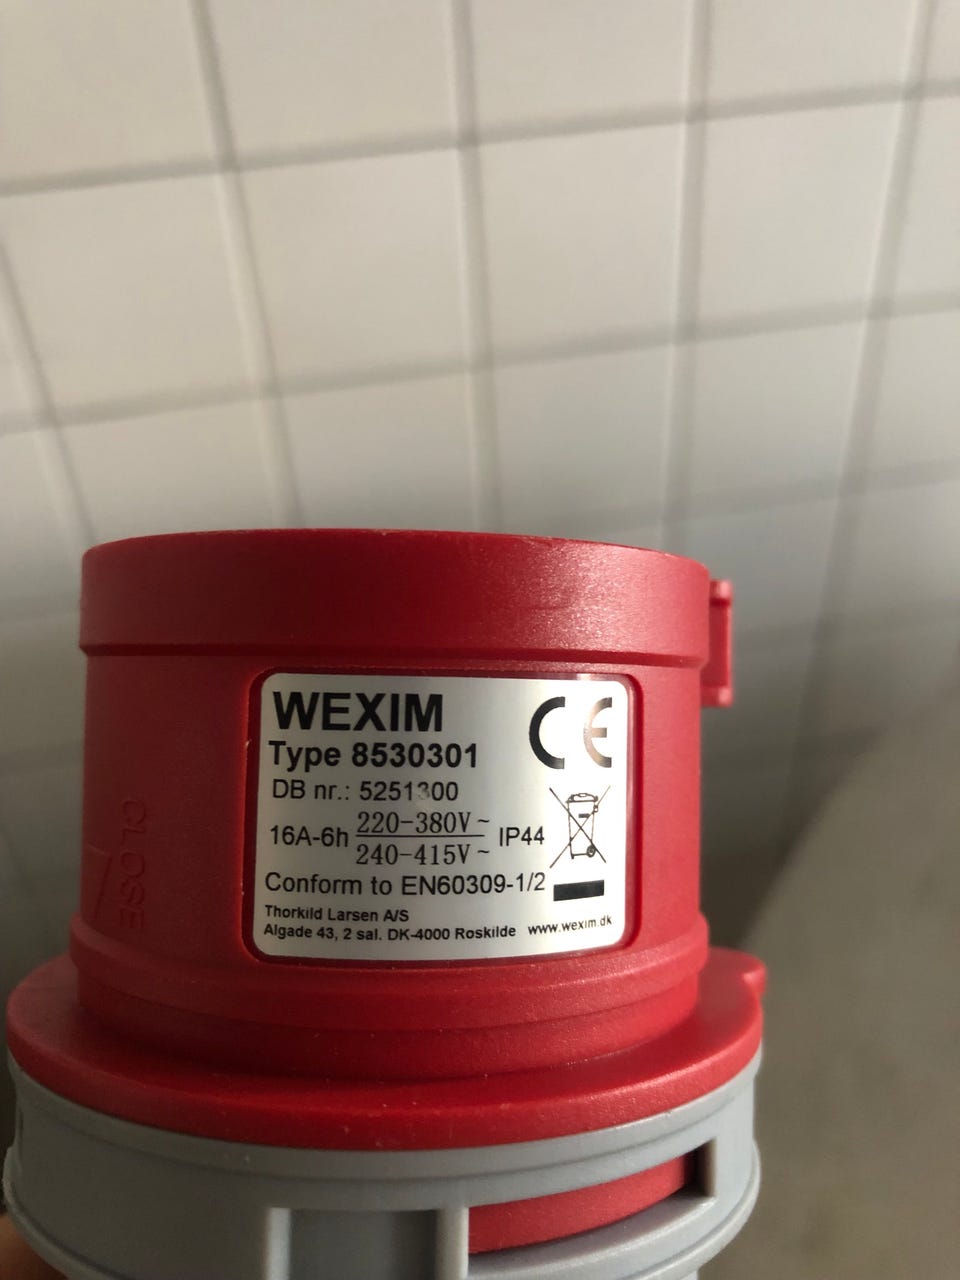 WEXIM
CE
Type 8530301
DB nr.: 5251300
16A-6h 220-380V~ IP44
240-415V~
Conform to EN60309-1/2
Thorkild Larsen A/S
Algade 43, 2 sal. DK-4000 Roskilde www.wexim.dk
CLOSE